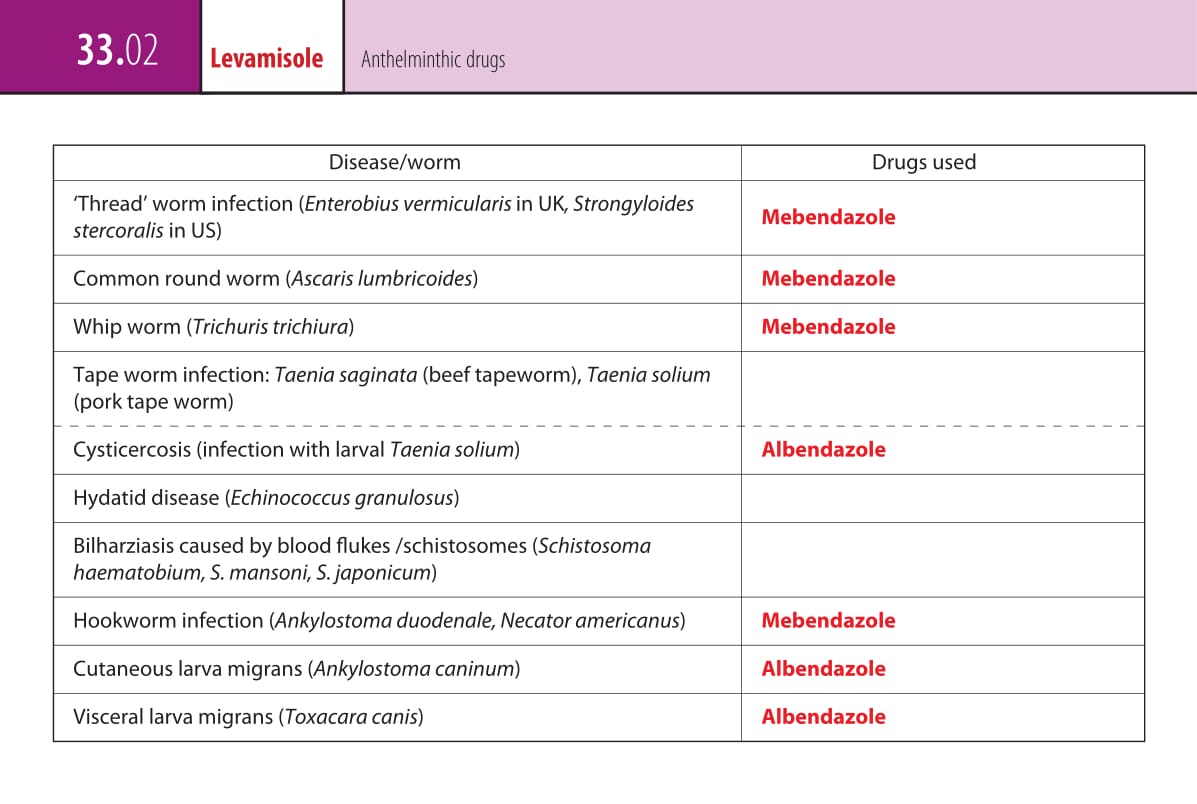 33.02
Levamisole
Anthelminthic drugs
Disease/worm
Drugs used
‘Thread’ worm infection (Enterobius vermicularis in UK, Strongyloides
stercoralis in US)
Mebendazole
Common round worm (Ascaris lumbricoides)
Mebendazole
Whip worm (Trichuris trichiura)
Mebendazole
Tape worm infection: Taenia saginata (beef tapeworm), Taenia solium
(pork tape worm)
Cysticercosis (infection with larval Taenia solium)
Albendazole
Hydatid disease (Echinococcus granulosus)
Bilharziasis caused by blood flukes /schistosomes (Schistosoma
haematobium, S. mansoni, S. japonicum)
Hookworm infection (Ankylostoma duodenale, Necator americanus)
Mebendazole
Cutaneous larva migrans (Ankylostoma caninum)
Albendazole
Visceral larva migrans (Toxacara canis)
Albendazole